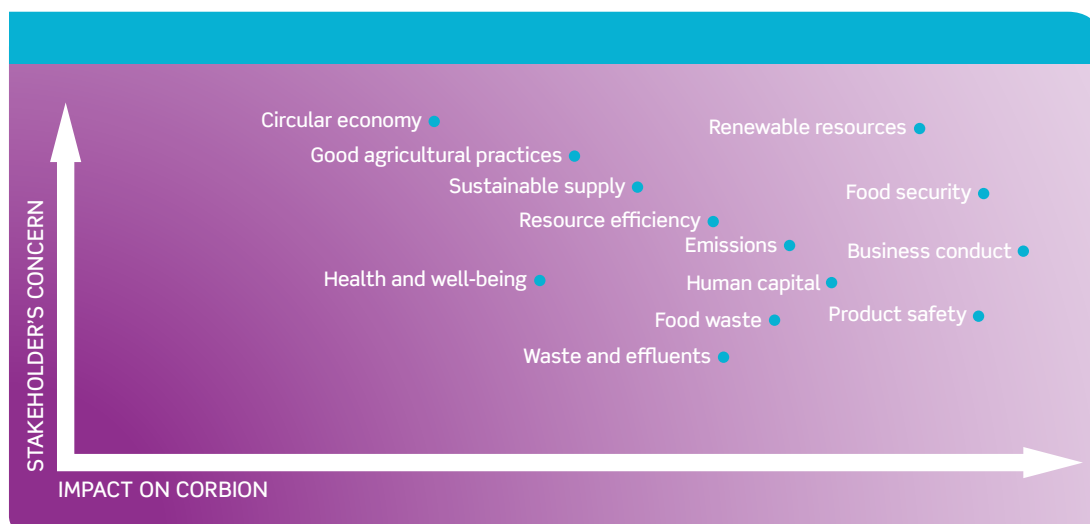 Circular economy
Renewable resources
Good agricultural practices
Sustainable supply
Food security
Resource efficiency
Emissions
Business conduct
Health and well-being
Human capital
Food waste
Product safety
Waste and effluents
STAKEHOLDER'S CONCERN
IMPACT ON CORBION